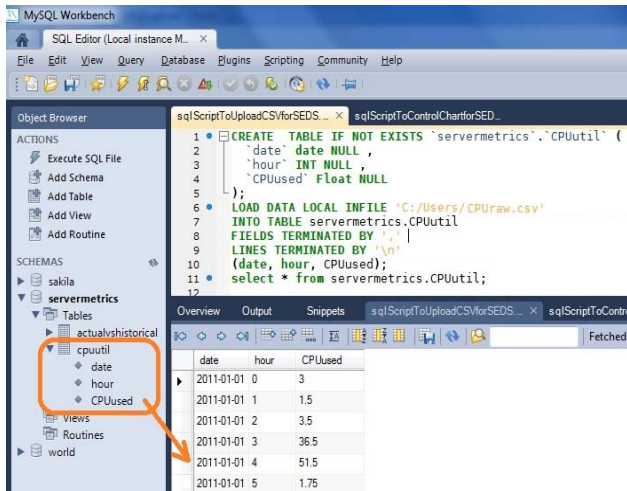 MySQL Workbench
SQL Editor (Local instance M... ×
File Edit View Query Database Plugins Scripting Community Help
Object Browser
ACTIONS
Execute SQL File
Add Schema
Add Table
Add View
Add Routine
SCHEMAS
sakila
servermetrics
Tables
actualvshistorical
cpuutil
date
hour
CPUused
Views
Routines
world
sqlScriptToUploadCSVforSEDS... × sqlScriptToControlChartforSED...
1 CREATE TABLE IF NOT EXISTS `servermetrics`.`CPUutil` (
2 `date` date NULL ,
3 `hour` INT NULL ,
4 `CPUused` Float NULL
5 );
6 LOAD DATA LOCAL INFILE 'C:/Users/CPUraw.csv'
7 INTO TABLE servermetrics.CPUutil
8 FIELDS TERMINATED BY ','
9 LINES TERMINATED BY '\n'
10 (date, hour, CPUused);
11 select * from servermetrics.CPUutil;
12
Overview Output Snippets sqlScriptToUploadCSVforSEDS... × sqlScriptToContro
Fetched
date hour CPUused
2011-01-01 0 3
2011-01-01 1 1.5
2011-01-01 2 3.5
2011-01-01 3 36.5
2011-01-01 4 51.5
2011-01-01 5 1.75